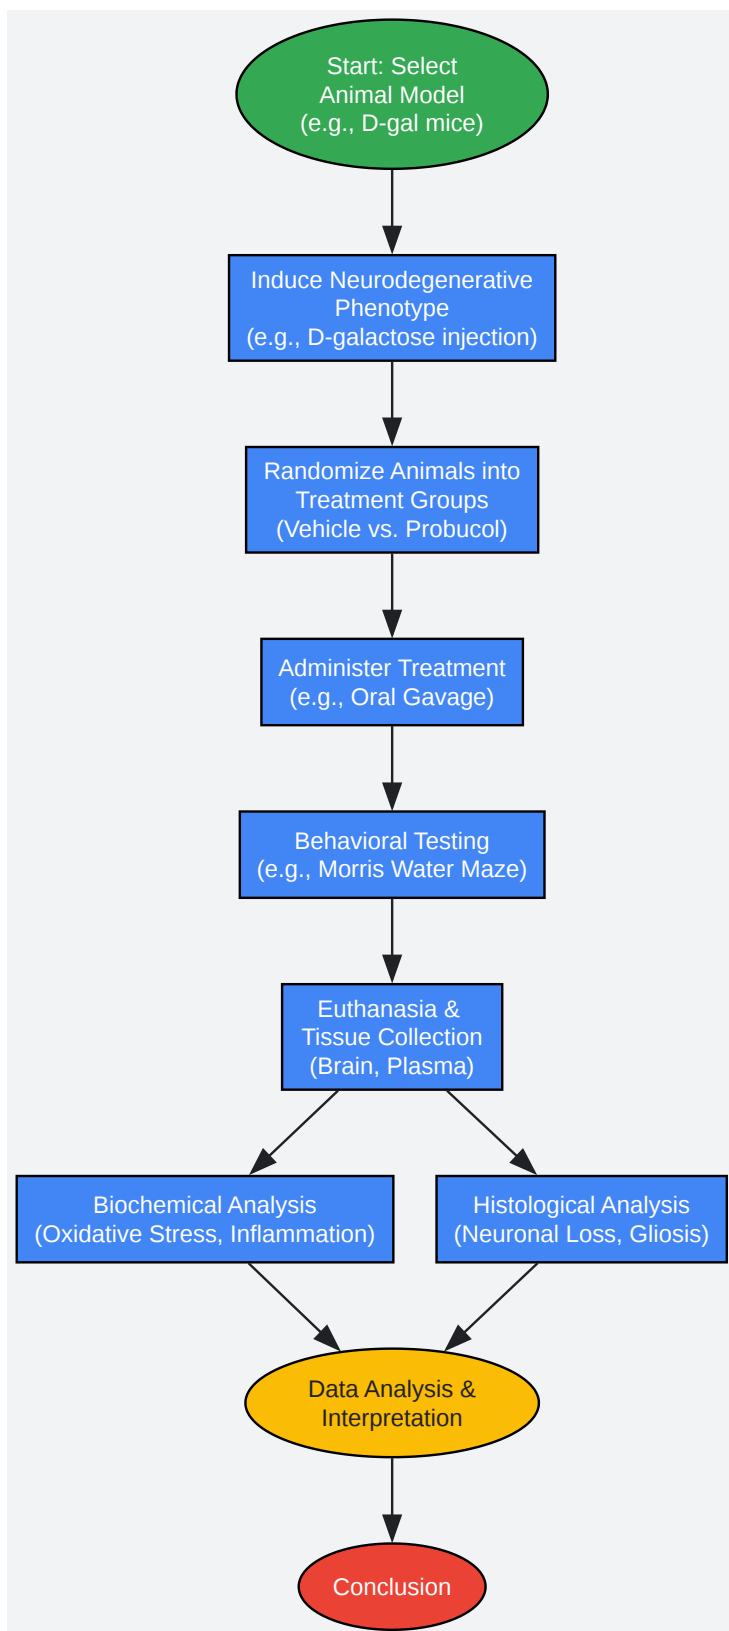 Start: Select
Animal Model
(e.g., D-gal mice)
Induce Neurodegenerative
Phenotype
(e.g., D-galactose injection)
Randomize Animals into
Treatment Groups
(Vehicle vs. Probucol)
Administer Treatment
(e.g., Oral Gavage)
Behavioral Testing
(e.g., Morris Water Maze)
Euthanasia &
Tissue Collection
(Brain, Plasma)
Biochemical Analysis
(Oxidative Stress, Inflammation)
Histological Analysis
(Neuronal Loss, Gliosis)
Data Analysis &
Interpretation
Conclusion